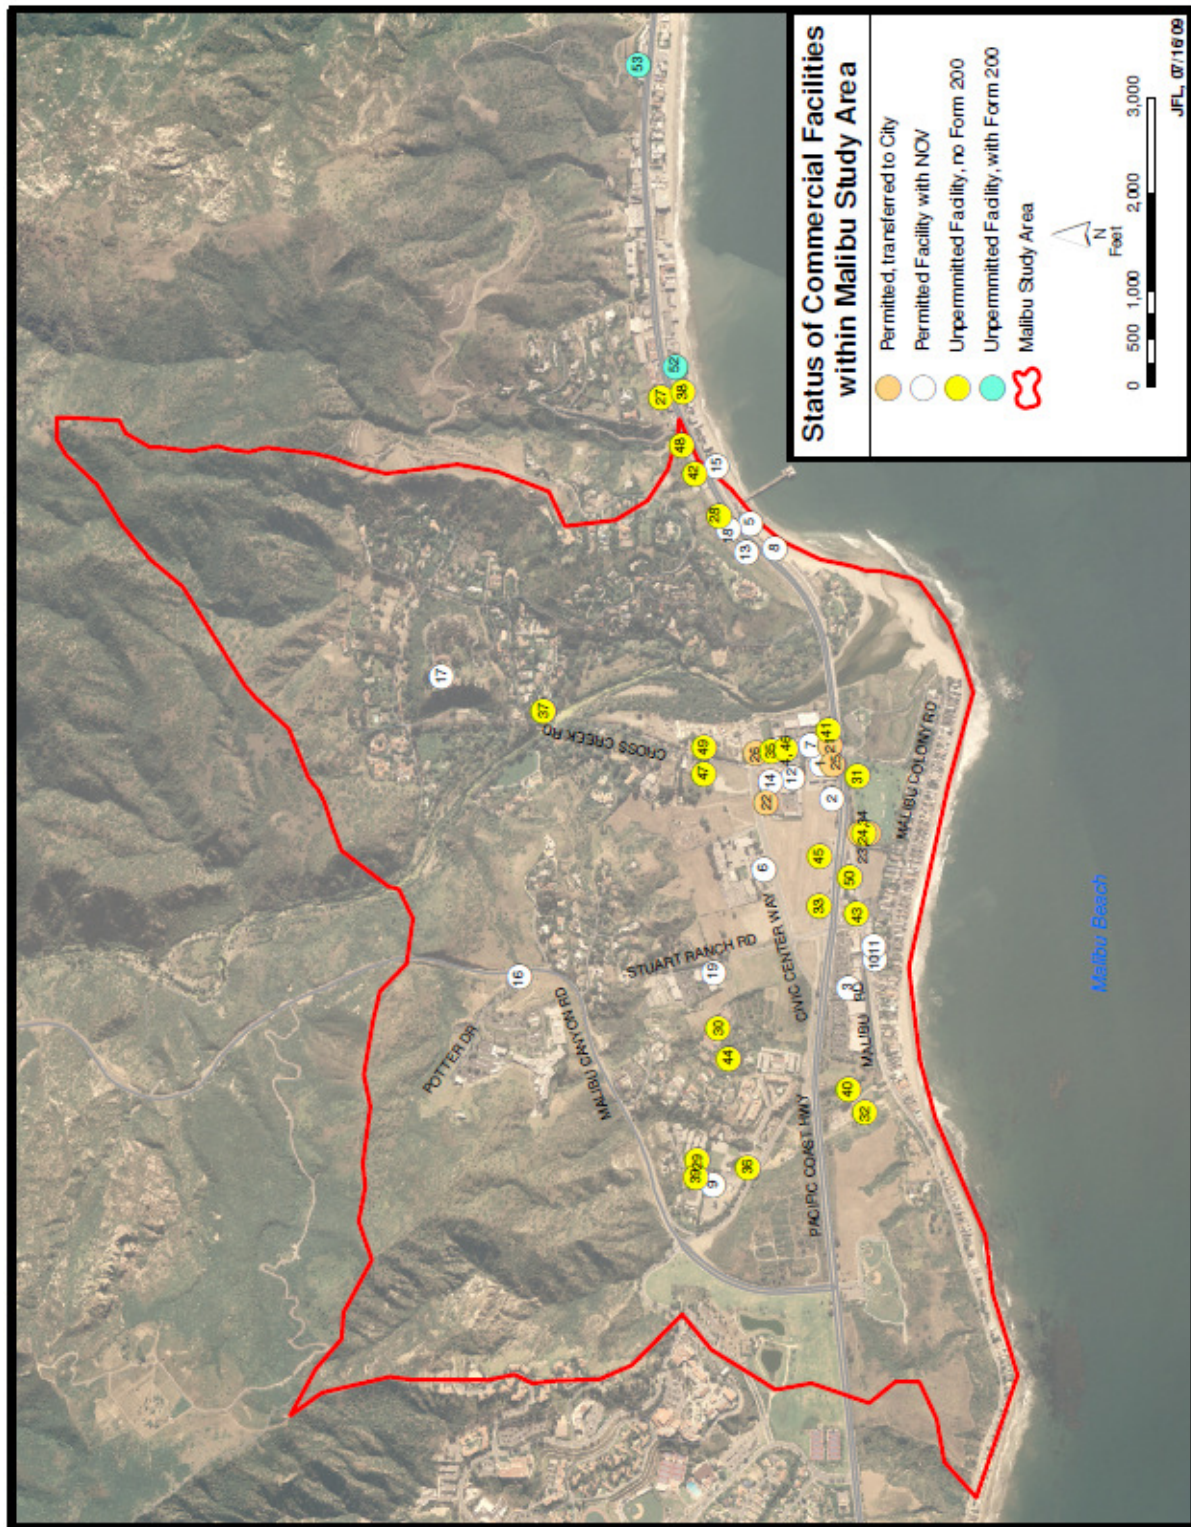 Status of Commercial Facilities
within Malibu Study Area
Permitted, transferred to City
Permitted Facility with NOV
Unpermmitted Facility, no Form 200
Unpermmitted Facility, with Form 200
Malibu Study Area
N
Feet
0 500 1,000 2,000 3,000
JFL, 07/16/09
53
52
27
38
48
42
15
28
18
5
13
8
17
37
CROSS CREEK RD
49
47
26
35
46
41
7
21
1
25
14
12
22
2
31
23
24
34
MALIBU COLONY RD
45
6
50
33
43
CIVIC CENTER WAY
STUART RANCH RD
19
10
11
3
MALIBU RD
16
POTTER DR
MALIBU CANYON RD
30
44
40
32
PACIFIC COAST HWY
29
39
9
36
Malibu Beach